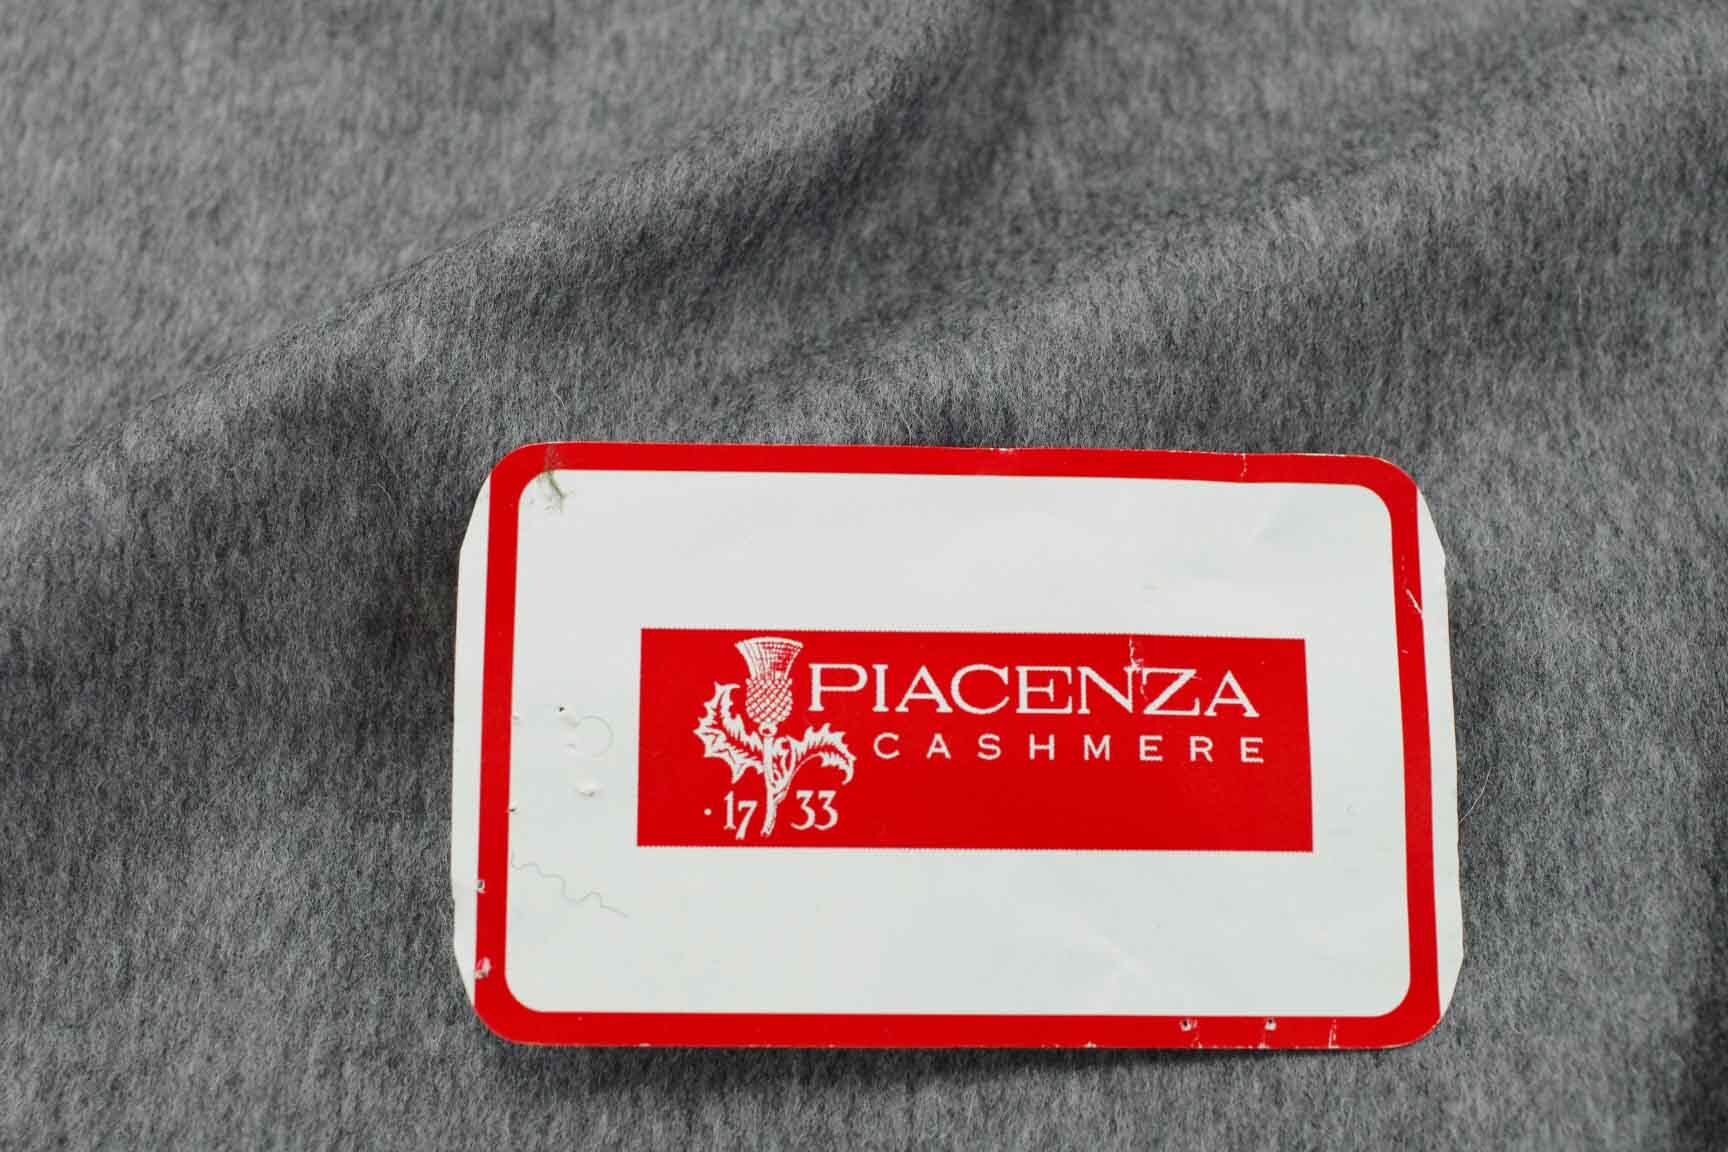 PIACENZA
CASHMERE
·17 33